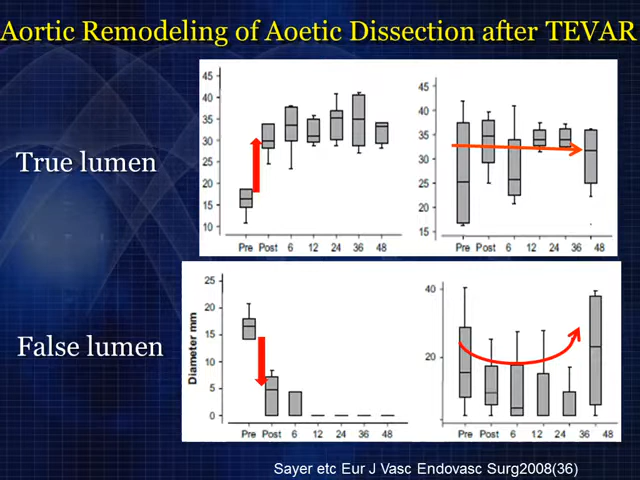 Aortic Remodeling of Aoetic Dissection after TEVAR
True lumen
45
40
35
30
25
20
15
10
Pre Post 6 12 24 36 48
45
40
35
30
25
20
15
Pre Post 6 12 24 36 48
False lumen
Diameter mm
25
20
15
10
5
0
Pre Post 6 12 24 36 48
40
20
Pre Post 6 12 24 36 48
Sayer etc Eur J Vasc Endovasc Surg2008(36)